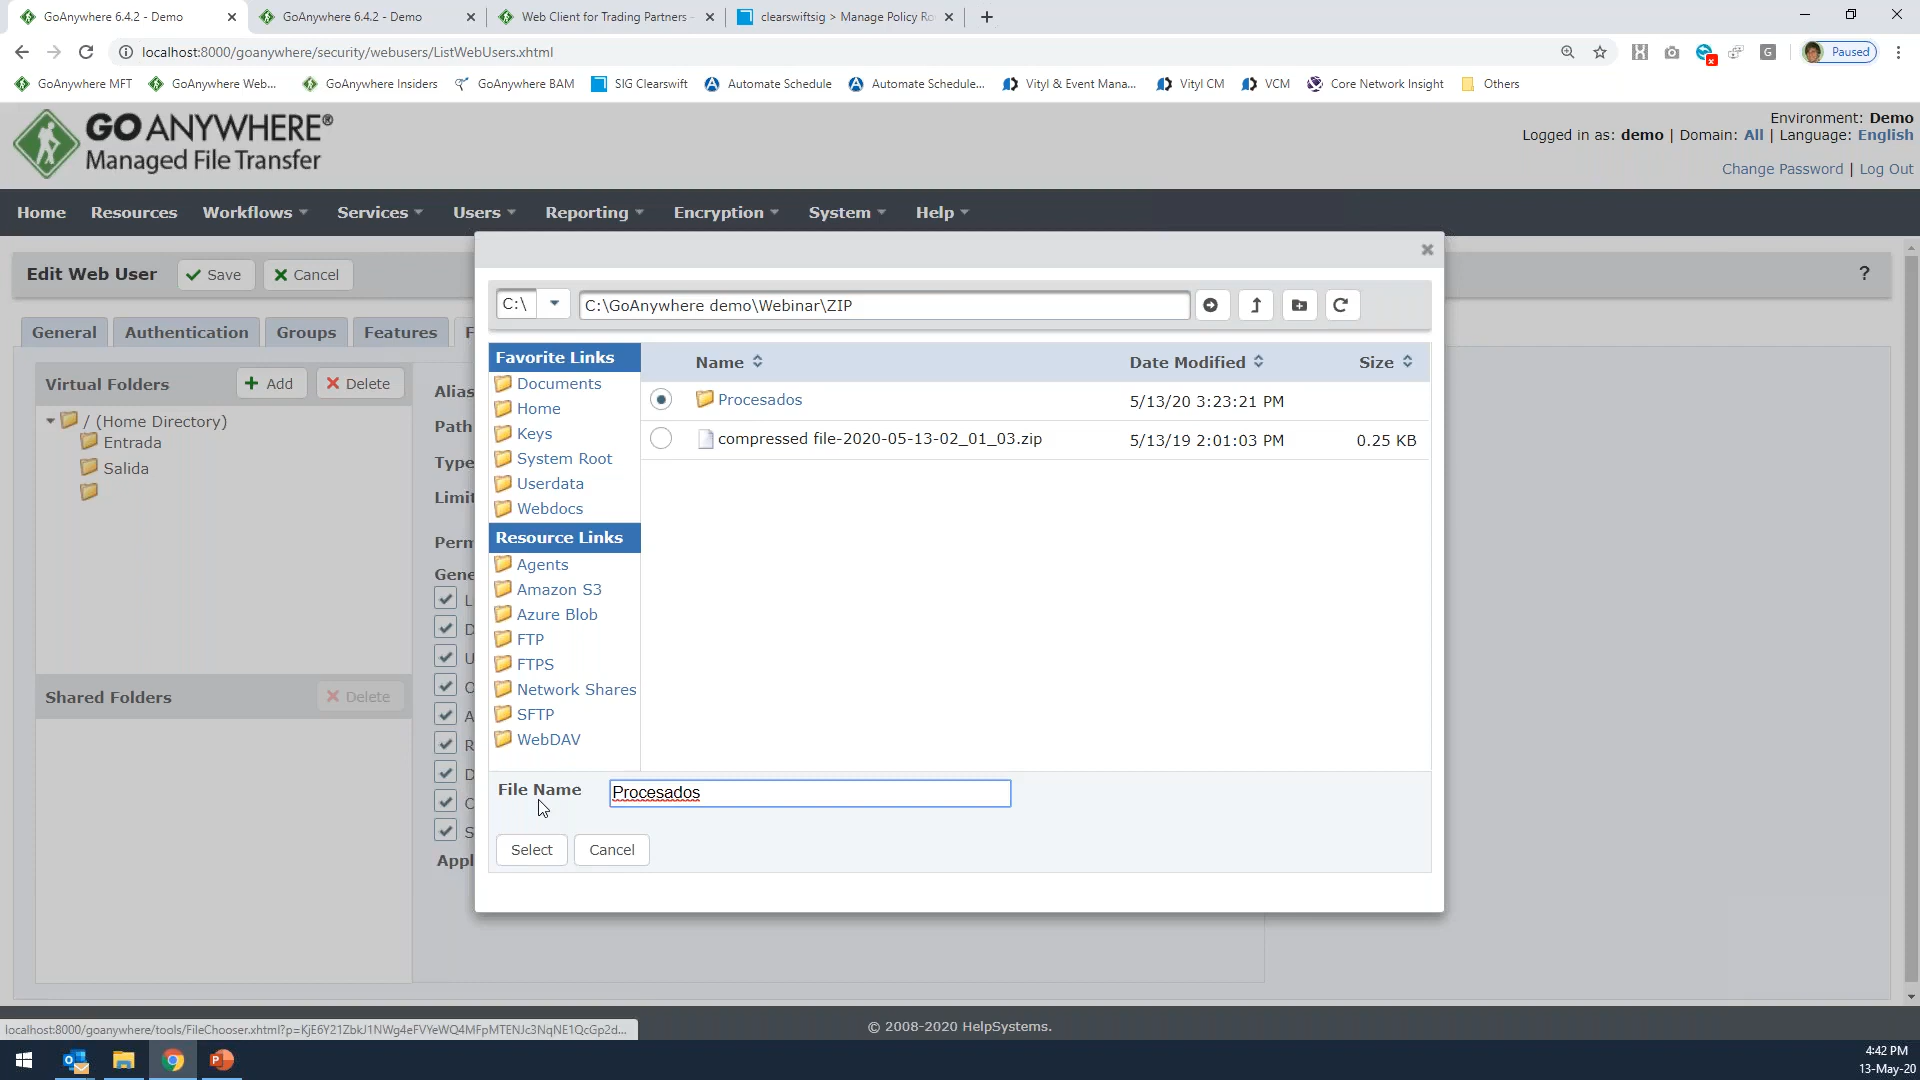 GoAnywhere 6.4.2 - Demo
GoAnywhere 6.4.2 - Demo
Web Client for Trading Partners -
clearswiftsig > Manage Policy Ro
localhost:8000/goanywhere/security/webusers/ListWebUsers.xhtml
Paused
GoAnywhere MFT
GoAnywhere Web...
GoAnywhere Insiders
GoAnywhere BAM
SIG Clearswift
Automate Schedule
Automate Schedule...
Vityl & Event Mana...
Vityl CM
VCM
Core Network Insight
Others
GO ANYWHERE®
Managed File Transfer
Environment: Demo
Logged in as: demo | Domain: All | Language: English
Change Password | Log Out
Home
Resources
Workflows
Services
Users
Reporting
Encryption
System
Help
Edit Web User
Save
Cancel
?
General
Authentication
Groups
Features
F
Virtual Folders
Add
Delete
/ (Home Directory)
Entrada
Salida
Shared Folders
Delete
Alias
Path
Type
Limit
Perm
Gene
L
D
U
O
A
R
D
C
S
Appl
C:\
C:\GoAnywhere demo\Webinar\ZIP
Favorite Links
Documents
Home
Keys
System Root
Userdata
Webdocs
Resource Links
Agents
Amazon S3
Azure Blob
FTP
FTPS
Network Shares
SFTP
WebDAV
Name
Date Modified
Size
Procesados
5/13/20 3:23:21 PM
compressed file-2020-05-13-02_01_03.zip
5/13/19 2:01:03 PM
0.25 KB
File Name
Procesados
Select
Cancel
© 2008-2020 HelpSystems.
4:42 PM
13-May-20